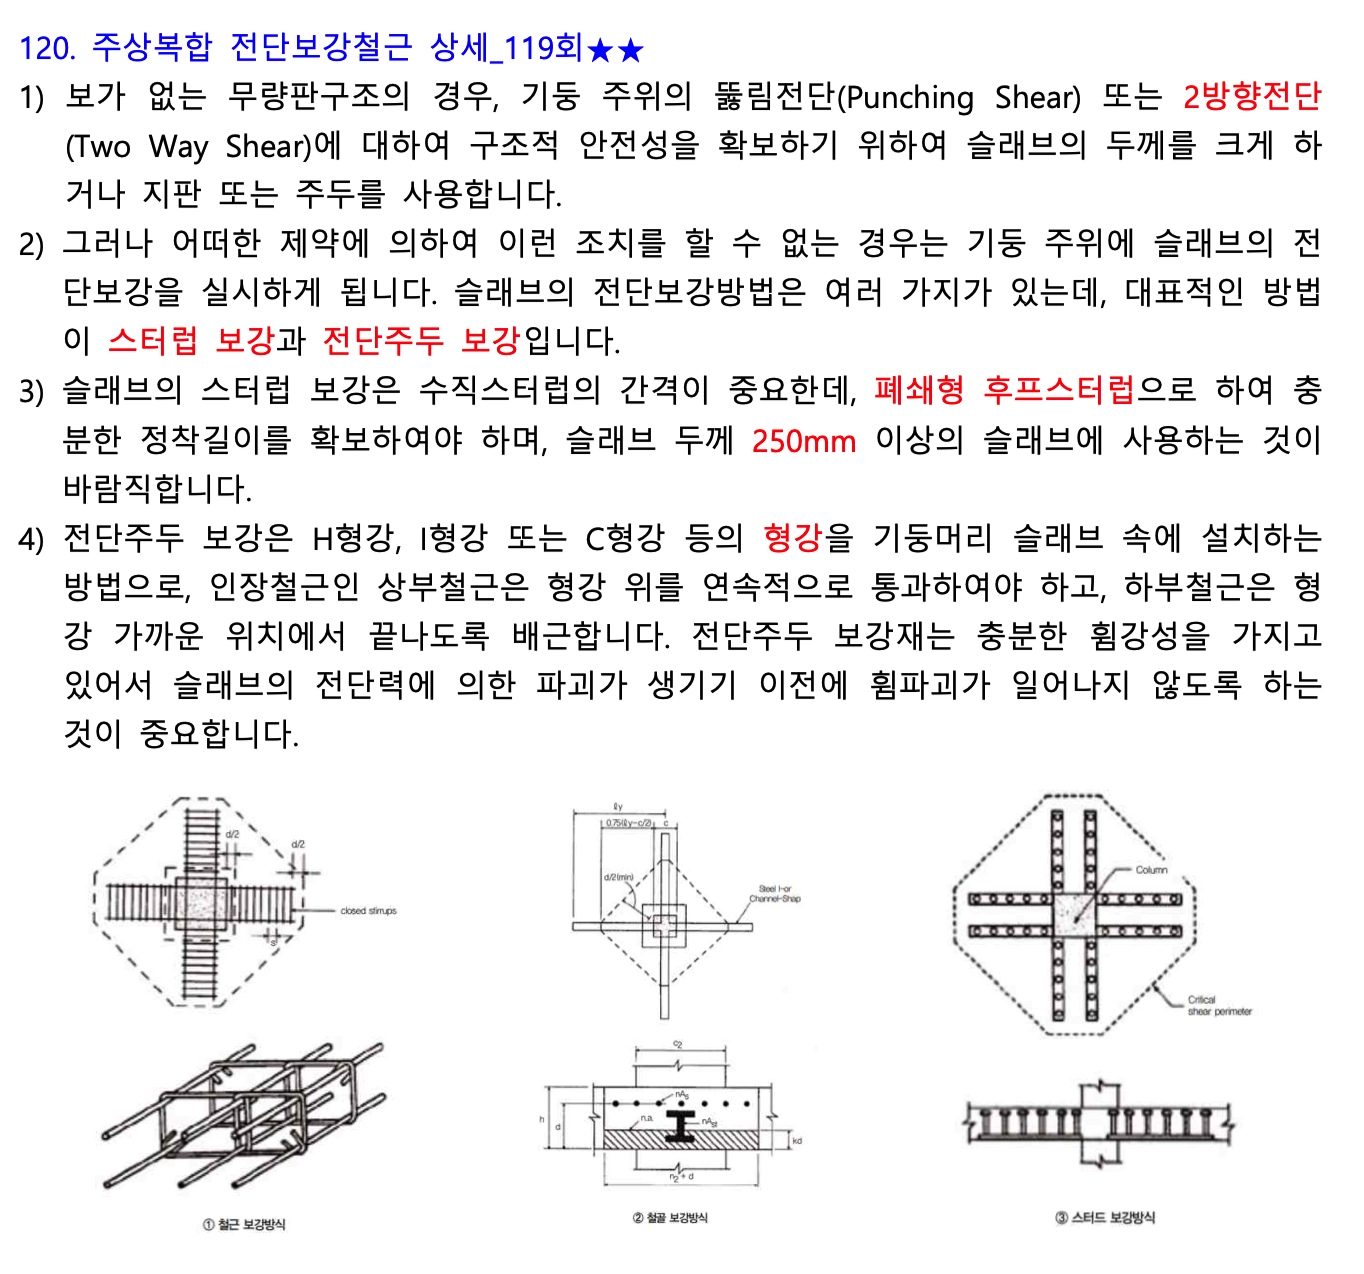 120. 주상복합 전단보강철근 상세_119회★★
1) 보가 없는 무량판구조의 경우, 기둥 주위의 뚫림전단(Punching Shear) 또는 2방향전단
(Two Way Shear)에 대하여 구조적 안전성을 확보하기 위하여 슬래브의 두께를 크게 하
거나 지판 또는 주두를 사용합니다.
2) 그러나 어떠한 제약에 의하여 이런 조치를 할 수 없는 경우는 기둥 주위에 슬래브의 전
단보강을 실시하게 됩니다. 슬래브의 전단보강방법은 여러 가지가 있는데, 대표적인 방법
이 스터럽 보강과 전단주두 보강입니다.
3) 슬래브의 스터럽 보강은 수직스터럽의 간격이 중요한데, 폐쇄형 후프스터럽으로 하여 충
분한 정착길이를 확보하여야 하며, 슬래브 두께 250mm 이상의 슬래브에 사용하는 것이
바람직합니다.
4) 전단주두 보강은 H형강, I형강 또는 C형강 등의 형강을 기둥머리 슬래브 속에 설치하는
방법으로, 인장철근인 상부철근은 형강 위를 연속적으로 통과하여야 하고, 하부철근은 형
강 가까운 위치에서 끝나도록 배근합니다. 전단주두 보강재는 충분한 휨강성을 가지고
있어서 슬래브의 전단력에 의한 파괴가 생기기 이전에 휨파괴가 일어나지 않도록 하는
것이 중요합니다.
d/2
d/2
closed stirrups
s
① 철근 보강방식
ℓy
0.75(ℓy-c/2)
c
d/2(min)
Steel I-or
Channel-Shap
c2
nAs
n.a.
nAst
h
d
kd
n2+d
② 철골 보강방식
Column
Critical
shear perimeter
③ 스터드 보강방식